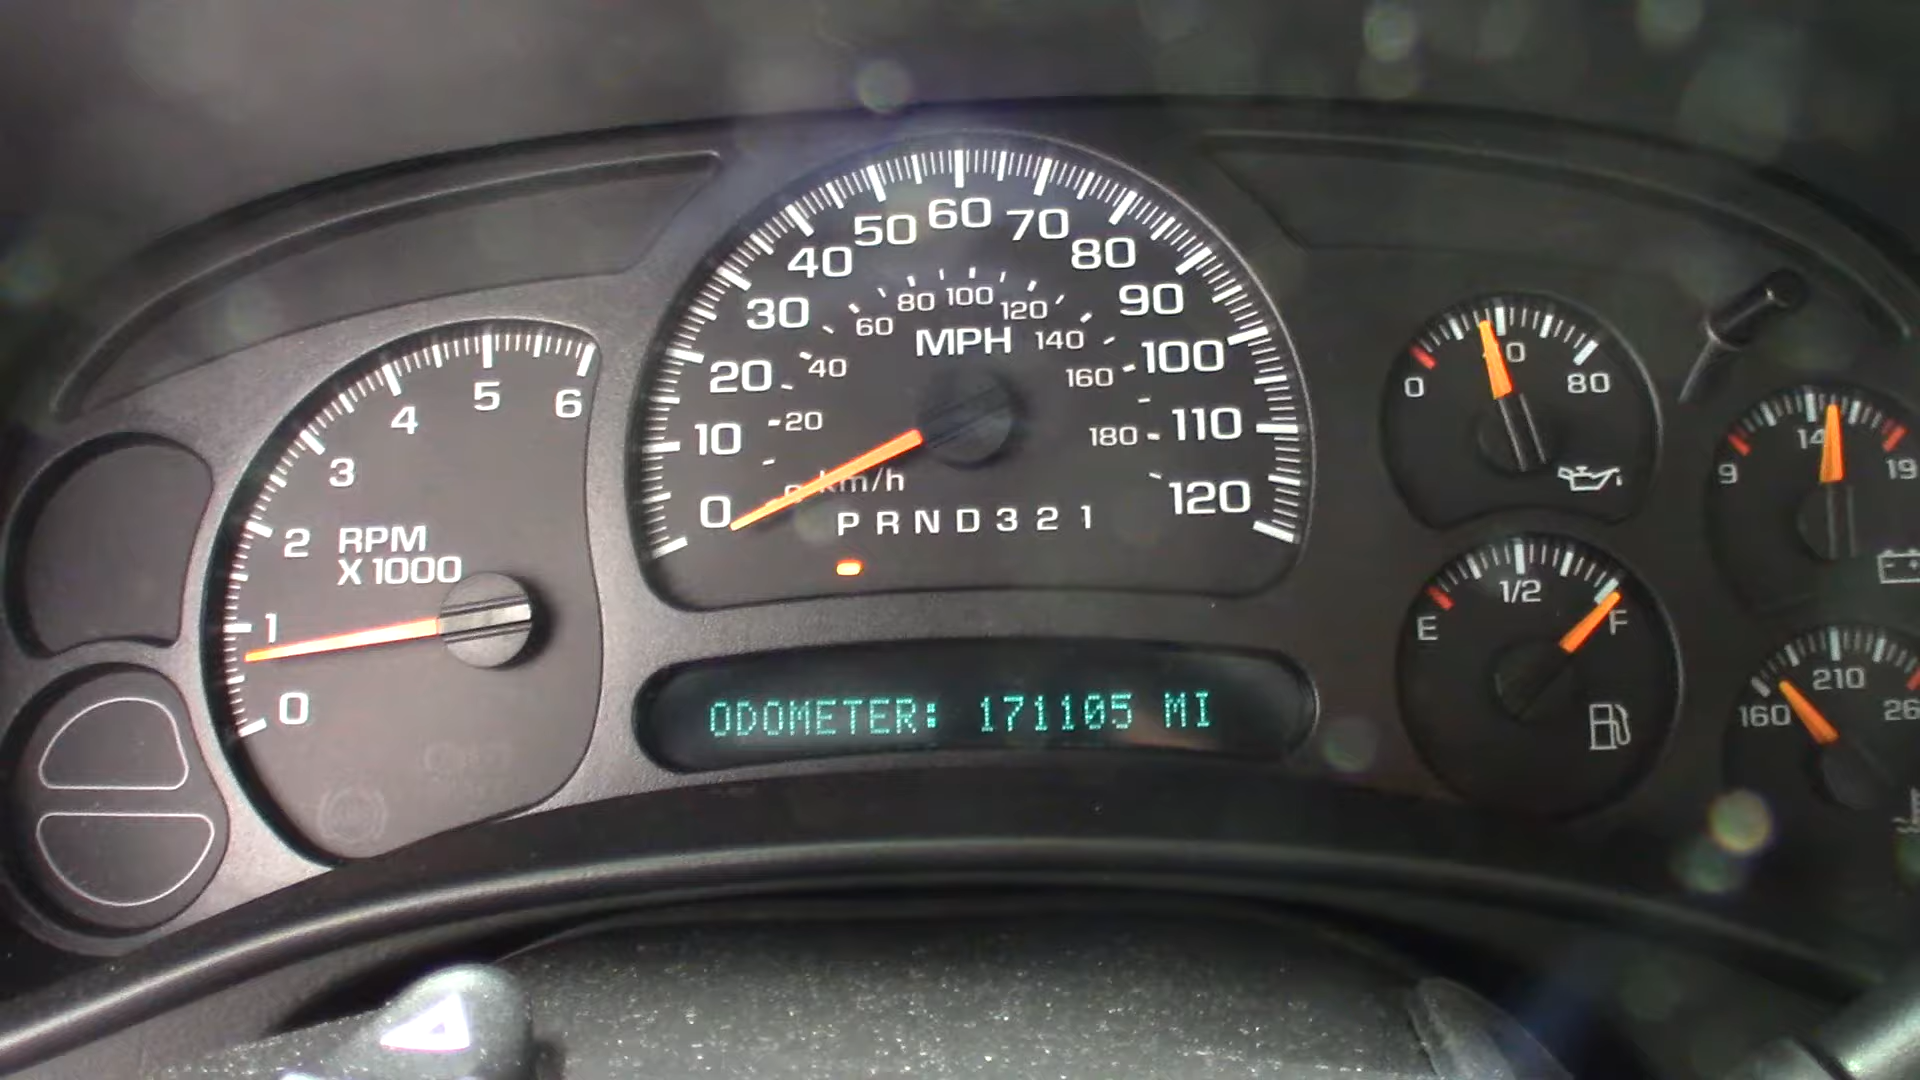 0 1 2 3 4 5 6
RPM
X 1000
0 10 20 30 40 50 60 70 80 90 100 110 120
MPH
20 40 60 80 100 120 140 160 180
km/h
P R N D 3 2 1
ODOMETER: 171105 MI
0 80
E 1/2 F
9 14 19
160 210